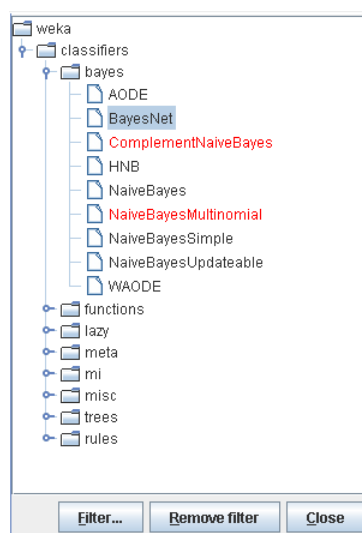 weka
classifiers
bayes
AODE
BayesNet
ComplementNaiveBayes
HNB
NaiveBayes
NaiveBayesMultinomial
NaiveBayesSimple
NaiveBayesUpdateable
WAODE
functions
lazy
meta
mi
misc
trees
rules
Filter... Remove filter Close